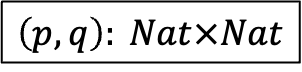 (p, q): Nat×Nat